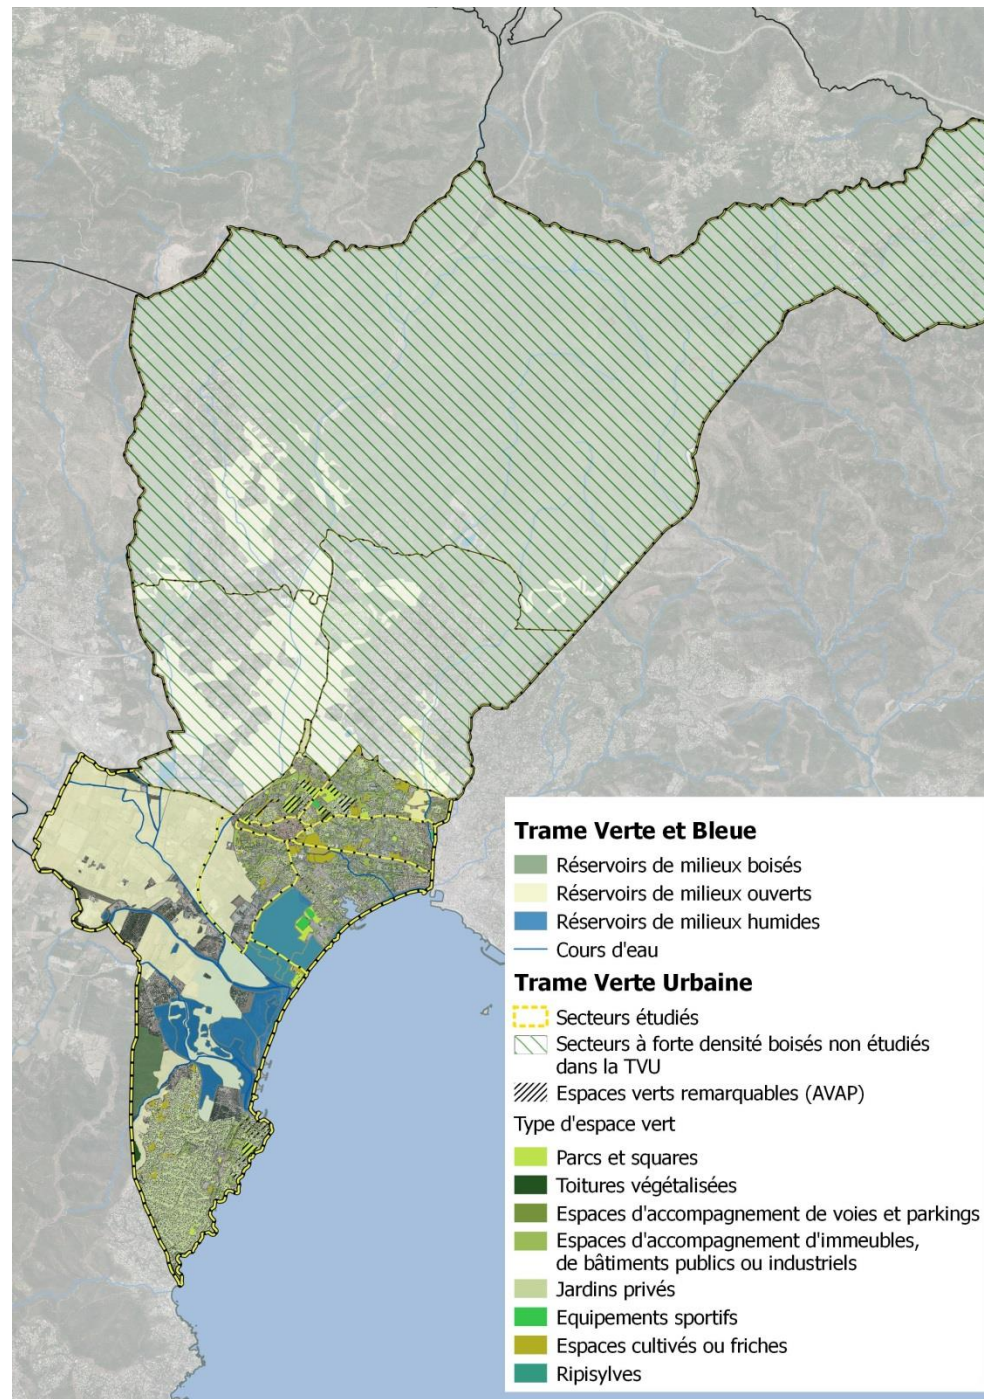 Trame Verte et Bleue
Réservoirs de milieux boisés
Réservoirs de milieux ouverts
Réservoirs de milieux humides
Cours d'eau
Trame Verte Urbaine
Secteurs étudiés
Secteurs à forte densité boisés non étudiés
dans la TVU
Espaces verts remarquables (AVAP)
Type d'espace vert
Parcs et squares
Toitures végétalisées
Espaces d'accompagnement de voies et parkings
Espaces d'accompagnement d'immeubles,
de bâtiments publics ou industriels
Jardins privés
Equipements sportifs
Espaces cultivés ou friches
Ripisylves